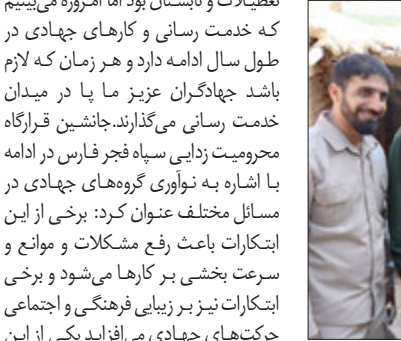 تعطیلات و تابستان بود اما امروزه می‌بینیم
که خدمت رسانی و کارهای جهادی در
طول سال ادامه دارد و هر زمان که لازم
باشد جهادگران عزیز ما پا در میدان
خدمت رسانی می‌گذارند.جانشین قرارگاه
محرومیت زدایی سپاه فجر فارس در ادامه
با اشاره به نوآوری گروه‌های جهادی در
مسائل مختلف عنوان کرد: برخی از این
ابتکارات باعث رفع مشکلات و موانع و
سرعت بخشی بر کارها می‌شود و برخی
ابتکارات نیز بر زیبایی فرهنگی و اجتماعی
حرکت‌های جهادی می‌افزاید یکی از این